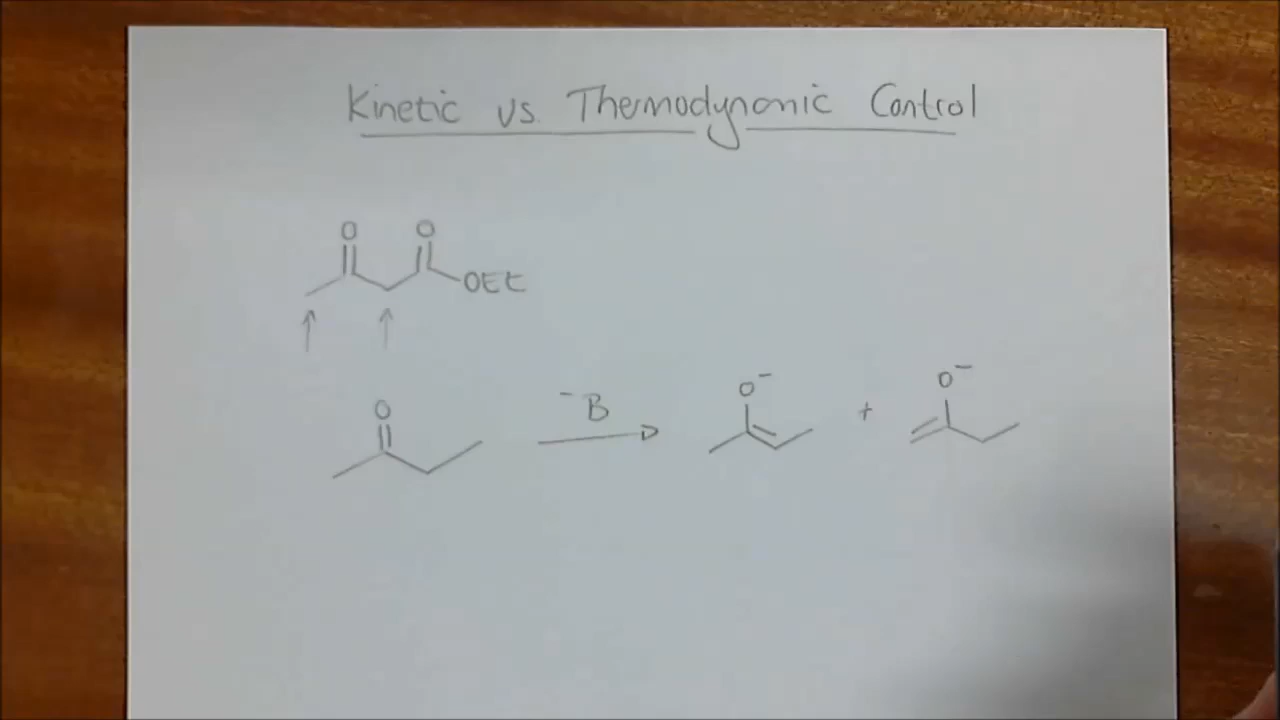 Kinetic vs. Thermodynamic Control
O O
OEt
O ⁻B O⁻ + O⁻